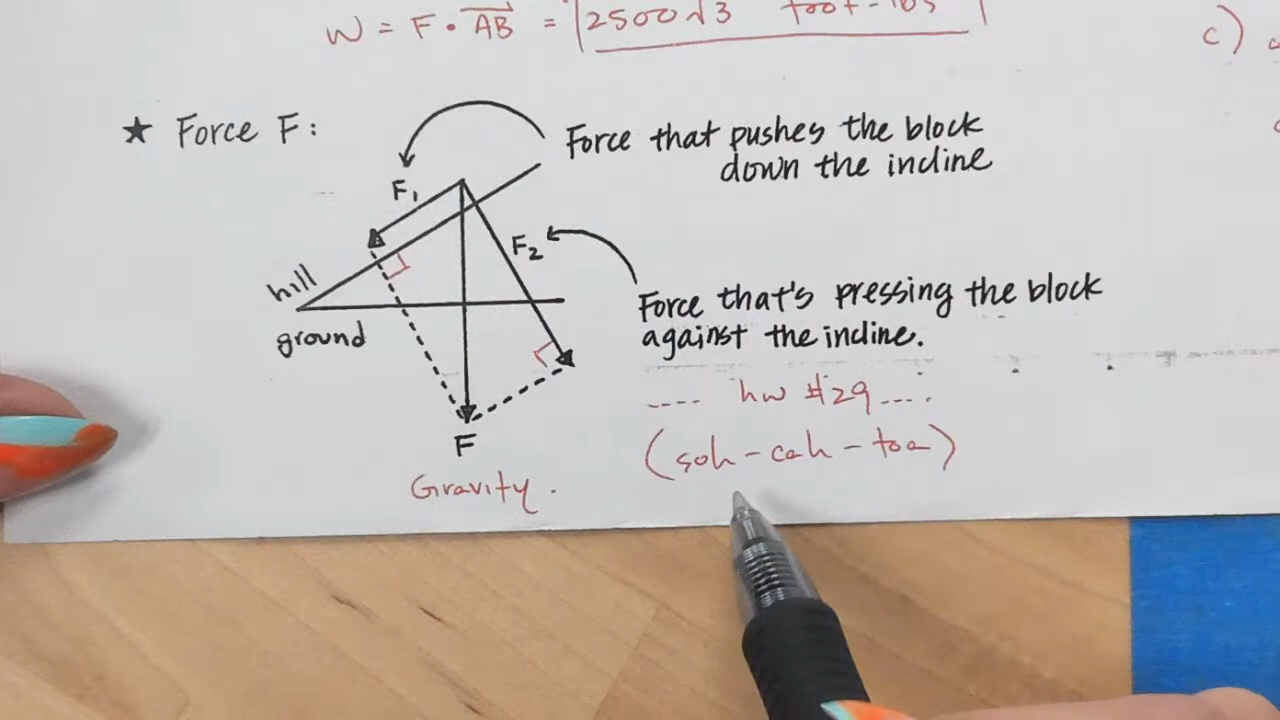 W = F • AB = 2500√3 foot-lbs
c)
★ Force F:
Force that pushes the block
down the incline
F₁
F₂
hill
ground
Force that's pressing the block
against the incline.
.... hw #29 ....
(soh-cah-toa)
F
Gravity.